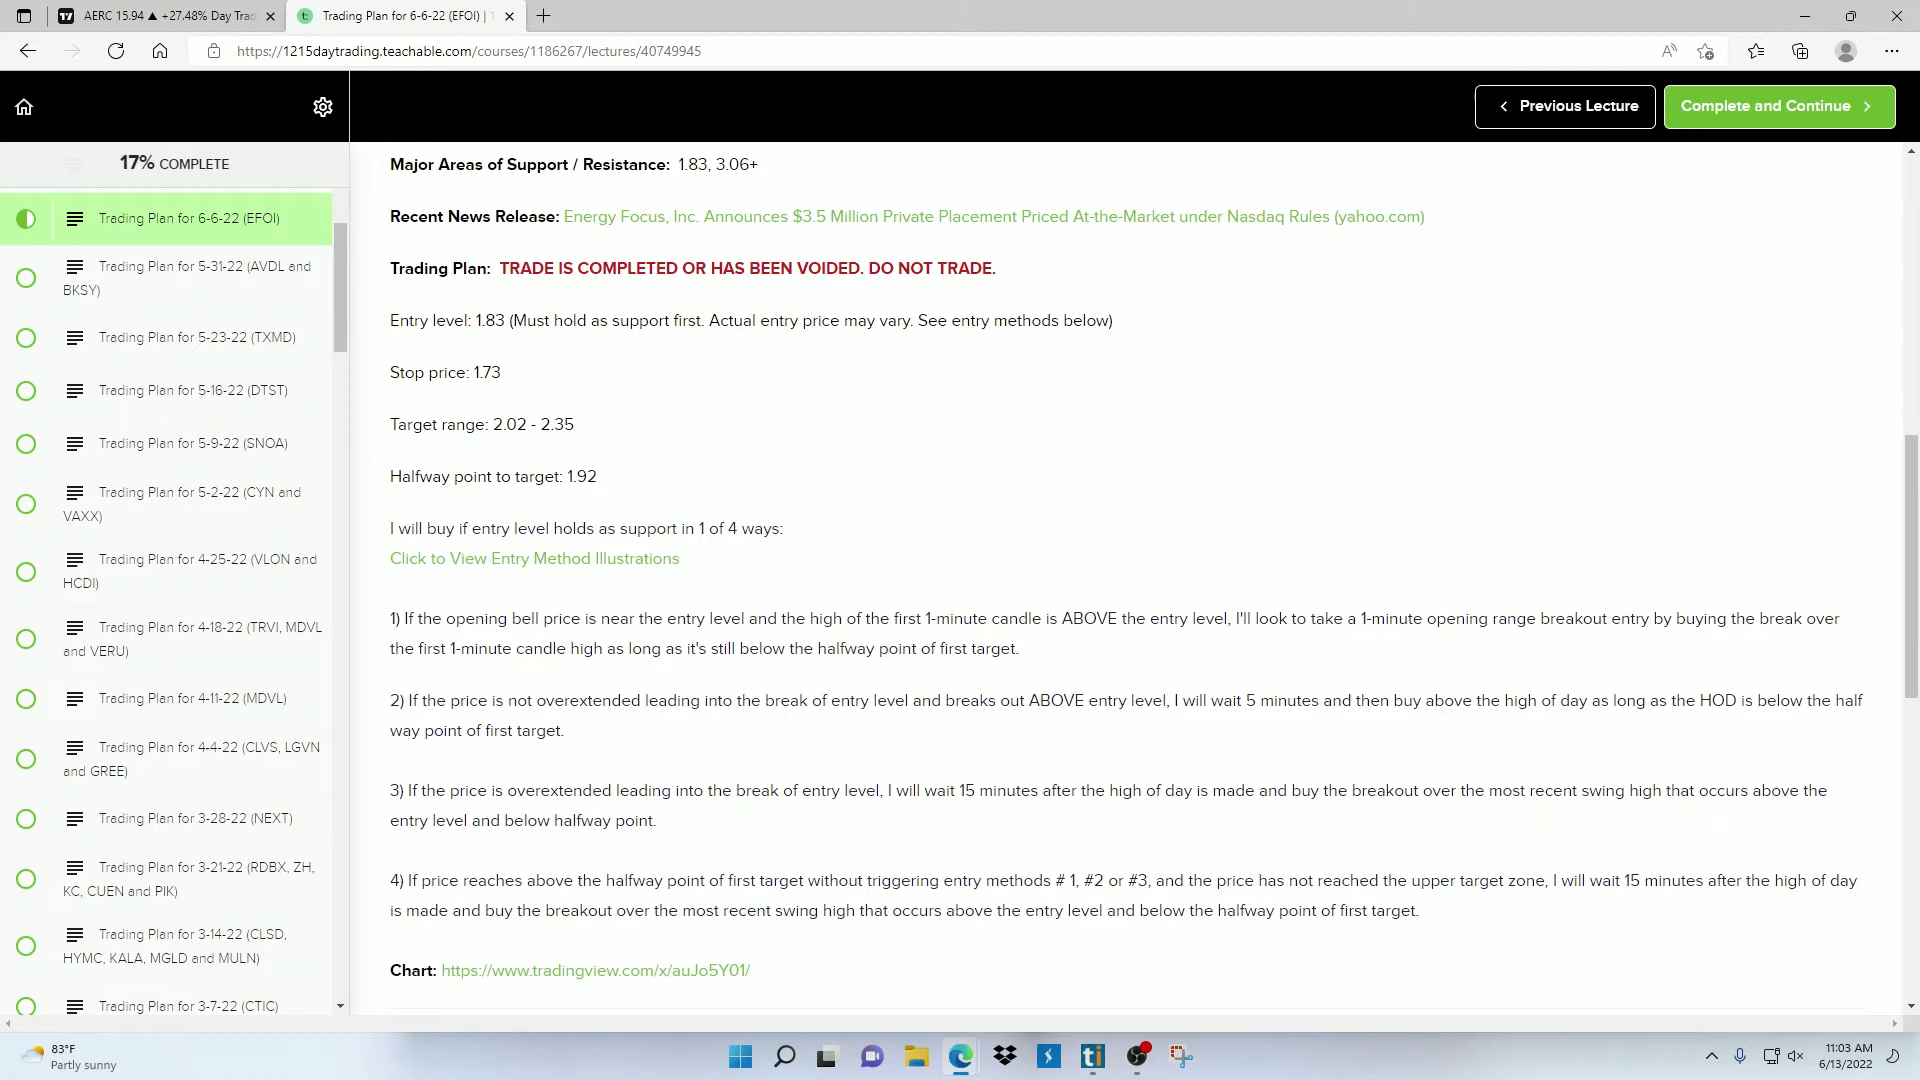 AERC 15.94 ▲ +27.48% Day Trad
Trading Plan for 6-6-22 (EFOI) |
https://1215daytrading.teachable.com/courses/1186267/lectures/40749945
Previous Lecture
Complete and Continue
17% COMPLETE
Trading Plan for 6-6-22 (EFOI)
Trading Plan for 5-31-22 (AVDL and
BKSY)
Trading Plan for 5-23-22 (TXMD)
Trading Plan for 5-16-22 (DTST)
Trading Plan for 5-9-22 (SNOA)
Trading Plan for 5-2-22 (CYN and
VAXX)
Trading Plan for 4-25-22 (VLON and
HCDI)
Trading Plan for 4-18-22 (TRVI, MDVL
and VERU)
Trading Plan for 4-11-22 (MDVL)
Trading Plan for 4-4-22 (CLVS, LGVN
and GREE)
Trading Plan for 3-28-22 (NEXT)
Trading Plan for 3-21-22 (RDBX, ZH,
KC, CUEN and PIK)
Trading Plan for 3-14-22 (CLSD,
HYMC, KALA, MGLD and MULN)
Trading Plan for 3-7-22 (CTIC)
Major Areas of Support / Resistance: 1.83, 3.06+
Recent News Release: Energy Focus, Inc. Announces $3.5 Million Private Placement Priced At-the-Market under Nasdaq Rules (yahoo.com)
Trading Plan: TRADE IS COMPLETED OR HAS BEEN VOIDED. DO NOT TRADE.
Entry level: 1.83 (Must hold as support first. Actual entry price may vary. See entry methods below)
Stop price: 1.73
Target range: 2.02 - 2.35
Halfway point to target: 1.92
I will buy if entry level holds as support in 1 of 4 ways:
Click to View Entry Method Illustrations
1) If the opening bell price is near the entry level and the high of the first 1-minute candle is ABOVE the entry level, I'll look to take a 1-minute opening range breakout entry by buying the break over
the first 1-minute candle high as long as it's still below the halfway point of first target.
2) If the price is not overextended leading into the break of entry level and breaks out ABOVE entry level, I will wait 5 minutes and then buy above the high of day as long as the HOD is below the half
way point of first target.
3) If the price is overextended leading into the break of entry level, I will wait 15 minutes after the high of day is made and buy the breakout over the most recent swing high that occurs above the
entry level and below halfway point.
4) If price reaches above the halfway point of first target without triggering entry methods # 1, #2 or #3, and the price has not reached the upper target zone, I will wait 15 minutes after the high of day
is made and buy the breakout over the most recent swing high that occurs above the entry level and below the halfway point of first target.
Chart: https://www.tradingview.com/x/auJo5Y01/
83°F
Partly sunny
11:03 AM
6/13/2022